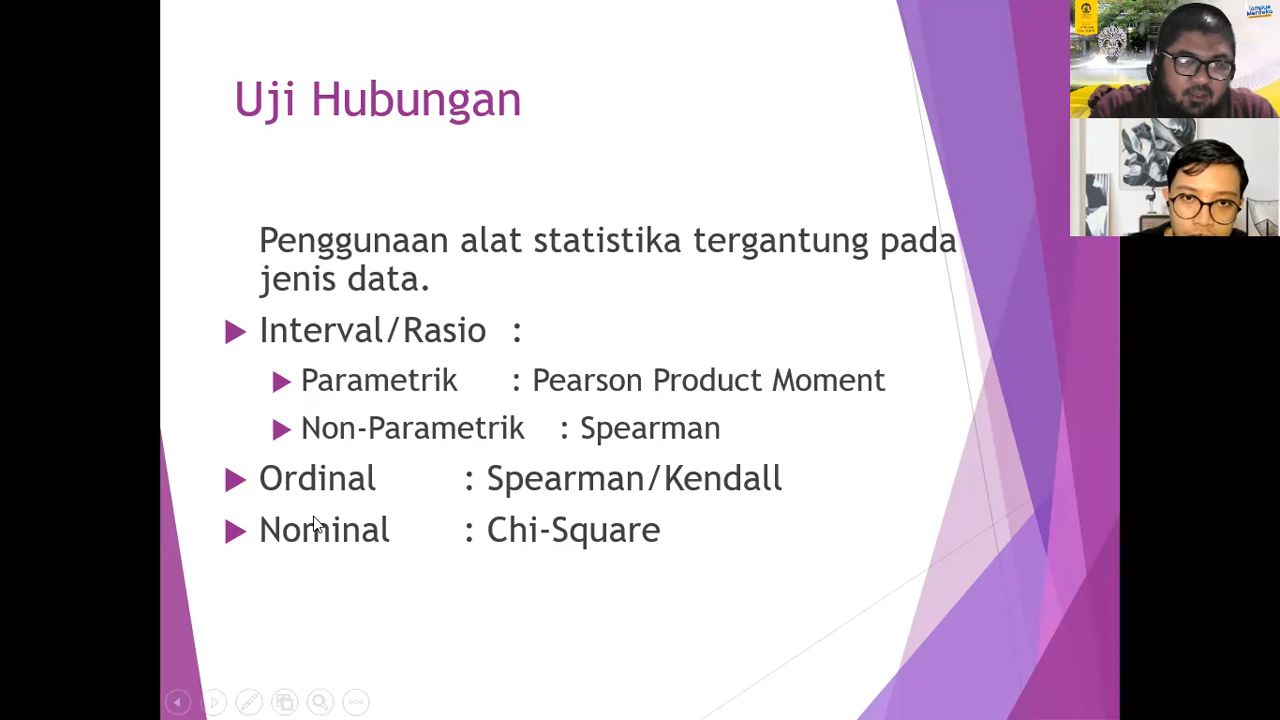 Uji Hubungan
Penggunaan alat statistika tergantung pada
jenis data.
Interval/Rasio :
Parametrik : Pearson Product Moment
Non-Parametrik : Spearman
Ordinal : Spearman/Kendall
Nominal : Chi-Square